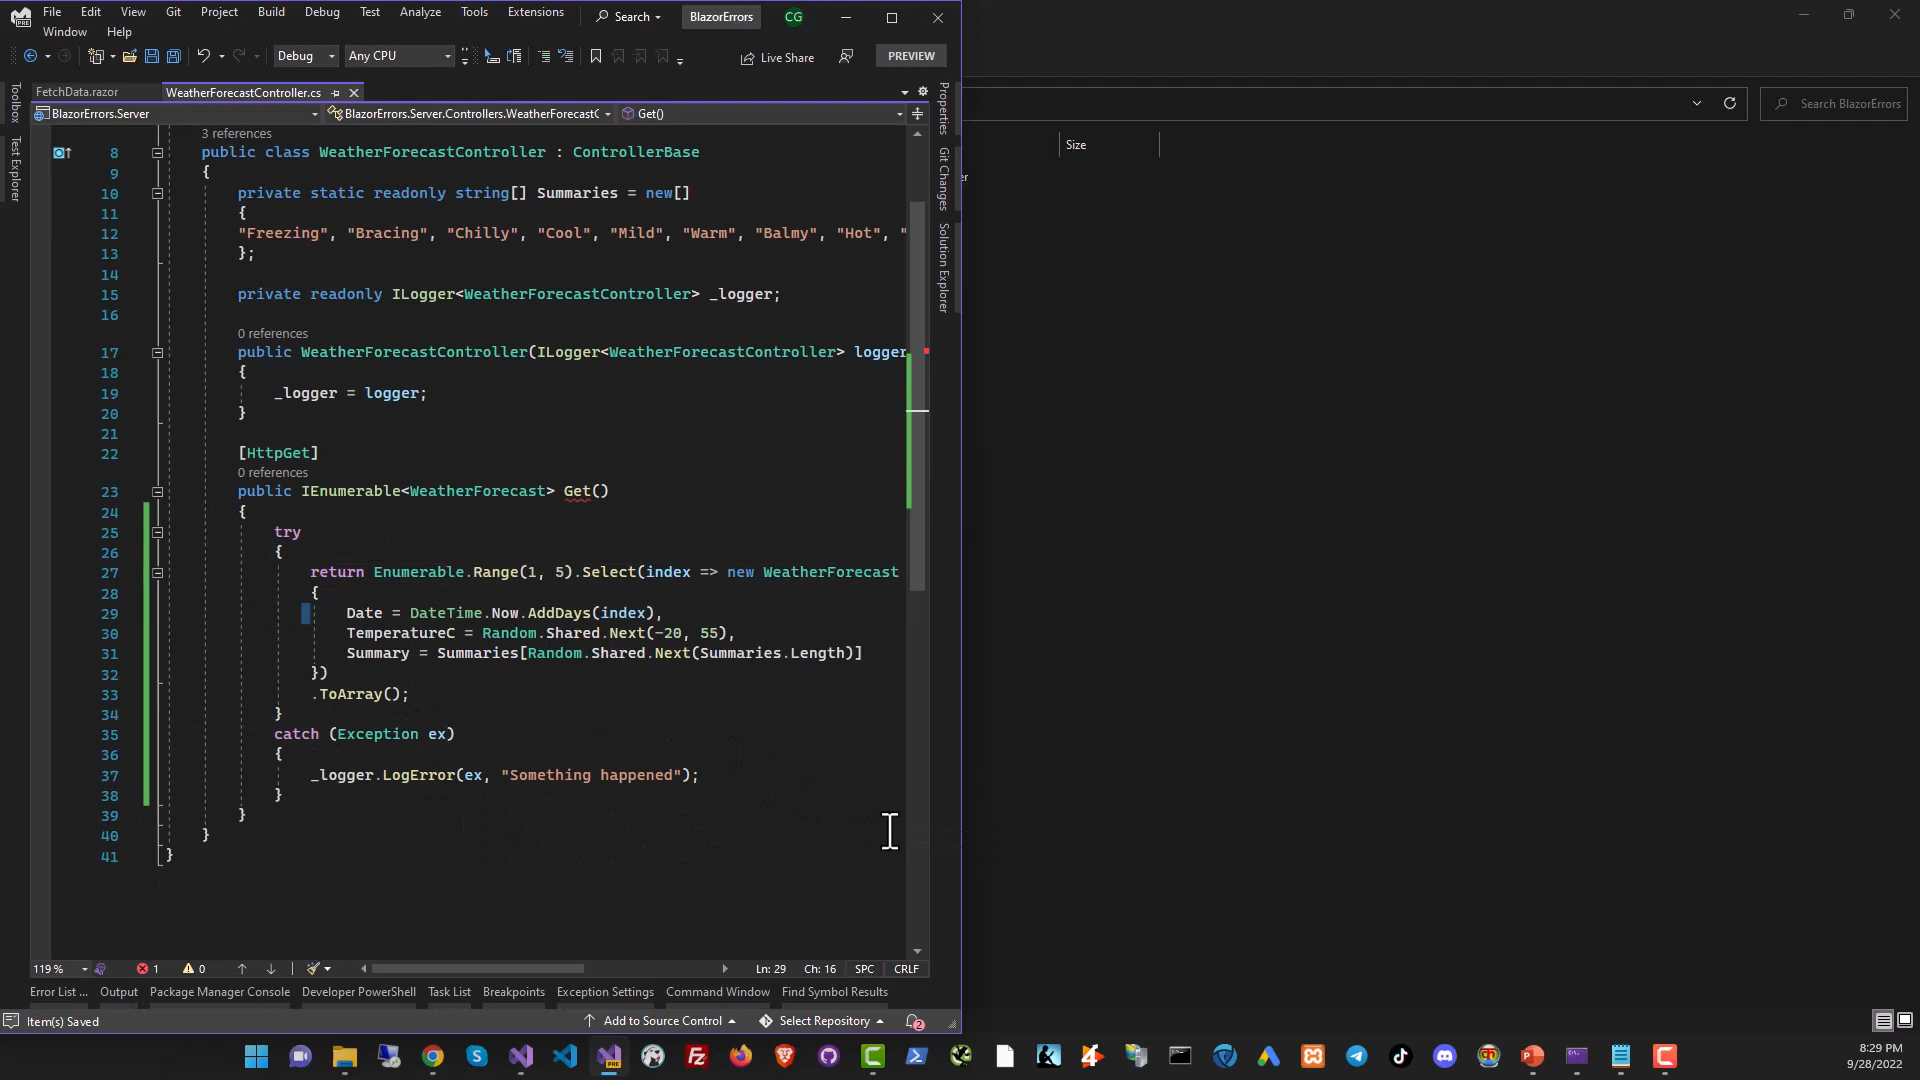 File Edit View Git Project Build Debug Test Analyze Tools Extensions Search BlazorErrors CG
Window Help
Debug Any CPU Live Share PREVIEW
FetchData.razor WeatherForecastController.cs
BlazorErrors.Server BlazorErrors.Server.Controllers.WeatherForecastC Get()
Toolbox
Test Explorer
3 references
8 public class WeatherForecastController : ControllerBase
9 {
10 private static readonly string[] Summaries = new[]
11 {
12 "Freezing", "Bracing", "Chilly", "Cool", "Mild", "Warm", "Balmy", "Hot", "
13 };
14
15 private readonly ILogger<WeatherForecastController> _logger;
16
0 references
17 public WeatherForecastController(ILogger<WeatherForecastController> logger
18 {
19 _logger = logger;
20 }
21
22 [HttpGet]
0 references
23 public IEnumerable<WeatherForecast> Get()
24 {
25 try
26 {
27 return Enumerable.Range(1, 5).Select(index => new WeatherForecast
28 {
29 Date = DateTime.Now.AddDays(index),
30 TemperatureC = Random.Shared.Next(-20, 55),
31 Summary = Summaries[Random.Shared.Next(Summaries.Length)]
32 })
33 .ToArray();
34 }
35 catch (Exception ex)
36 {
37 _logger.LogError(ex, "Something happened");
38 }
39 }
40 }
41 }
Properties
Git Changes
Solution Explorer
Search BlazorErrors
Size
er
119 % 1 0 Ln: 29 Ch: 16 SPC CRLF
Error List ... Output Package Manager Console Developer PowerShell Task List Breakpoints Exception Settings Command Window Find Symbol Results
Item(s) Saved Add to Source Control Select Repository 2
8:29 PM
9/28/2022